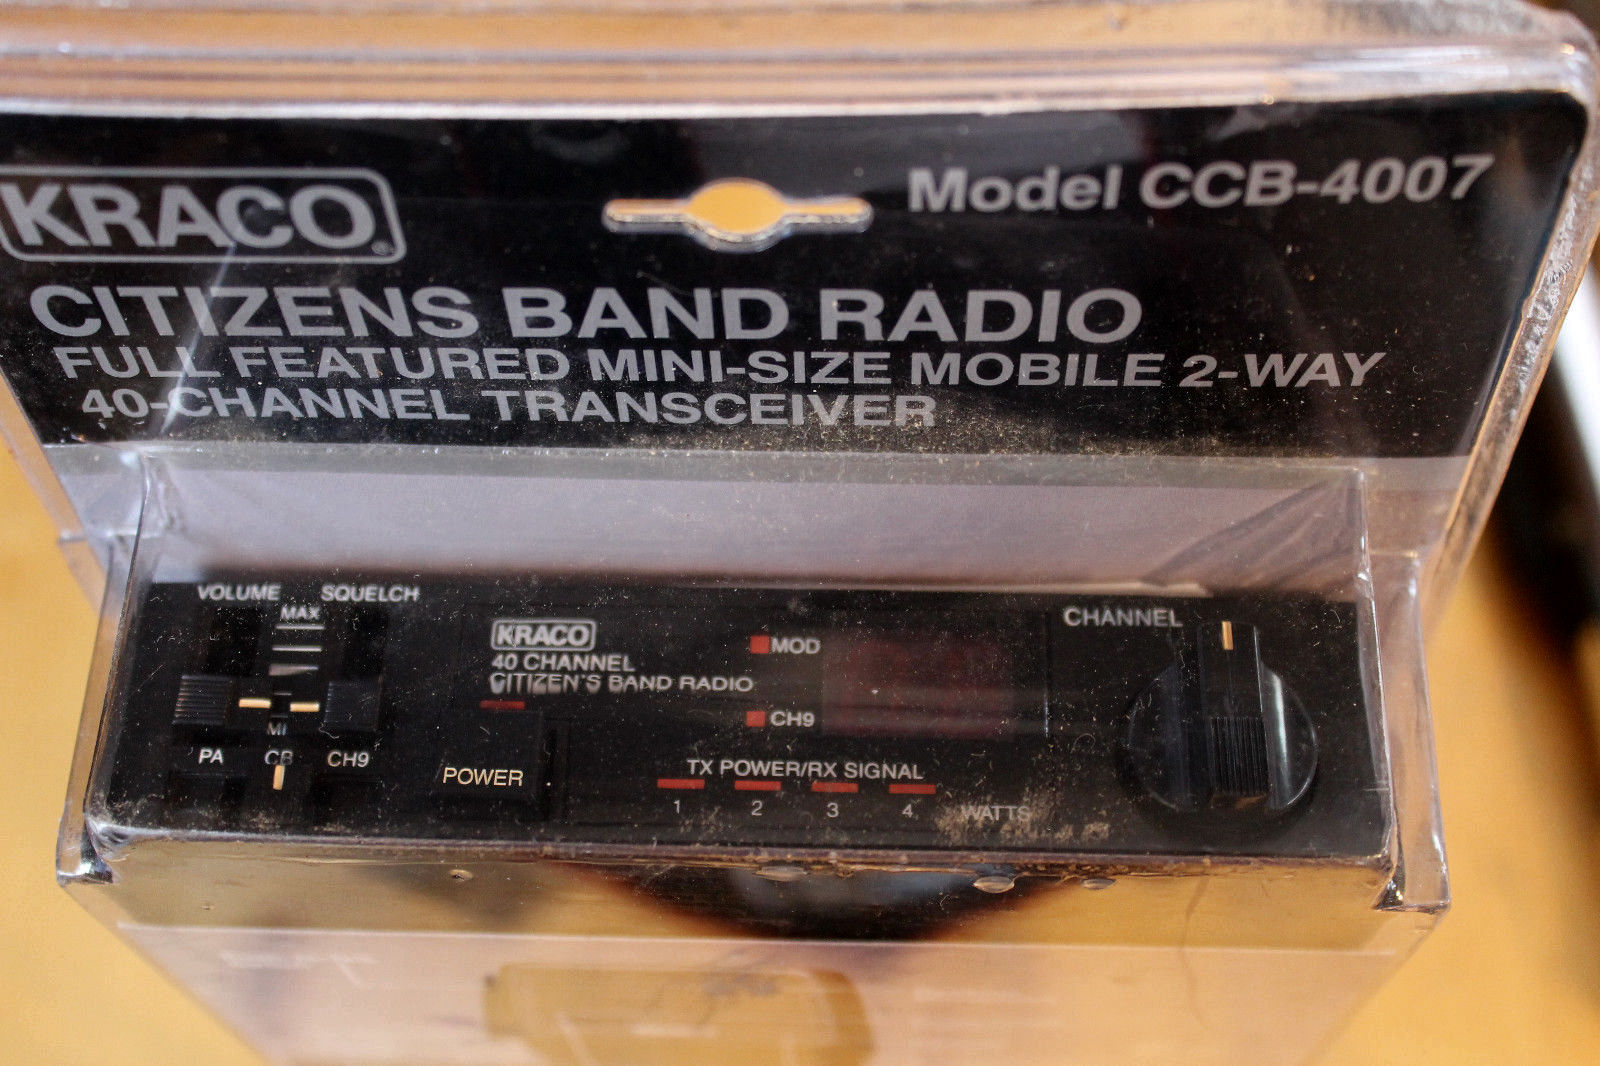 KRACO®
Model CCB-4007
CITIZENS BAND RADIO
FULL FEATURED MINI-SIZE MOBILE 2-WAY
40-CHANNEL TRANSCEIVER
VOLUME SQUELCH
MAX
MI
PA CB CH9
KRACO
40 CHANNEL
CITIZEN'S BAND RADIO
POWER
MOD
CH9
TX POWER/RX SIGNAL
1 2 3 4 WATTS
CHANNEL